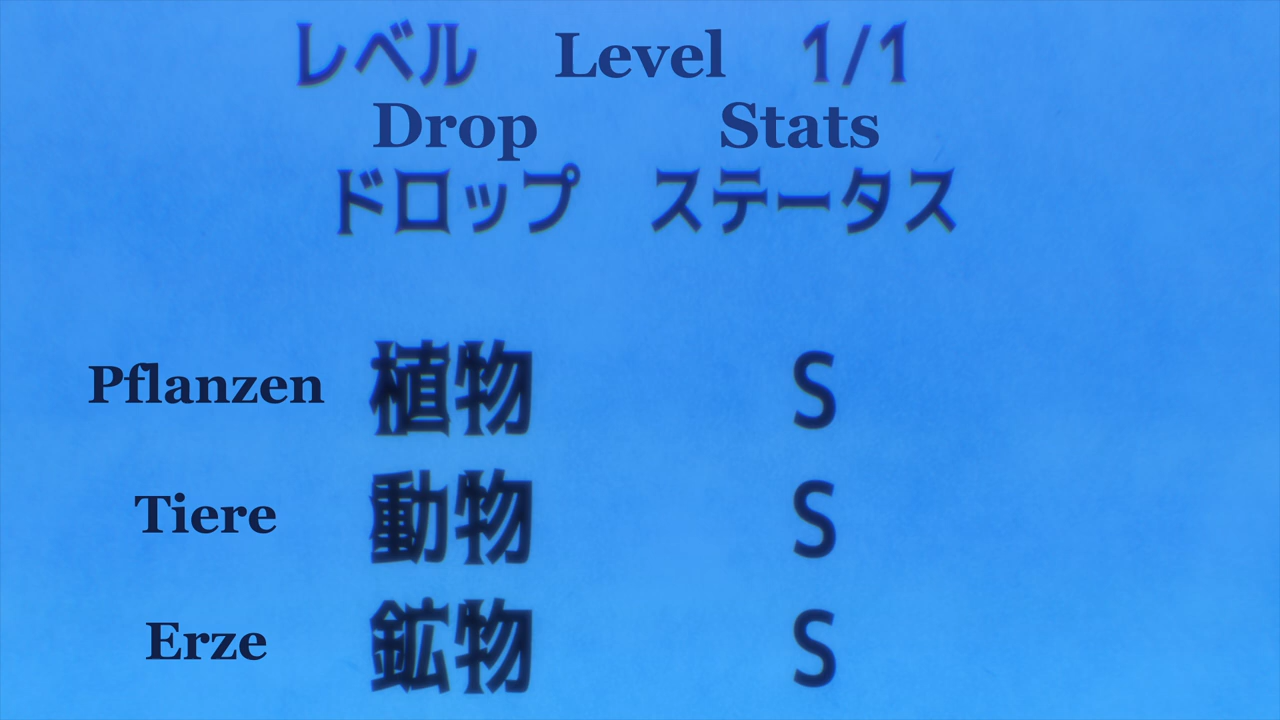 レベル Level 1/1
Drop Stats
ドロップ ステータス
Pflanzen 植物 S
Tiere 動物 S
Erze 鉱物 S